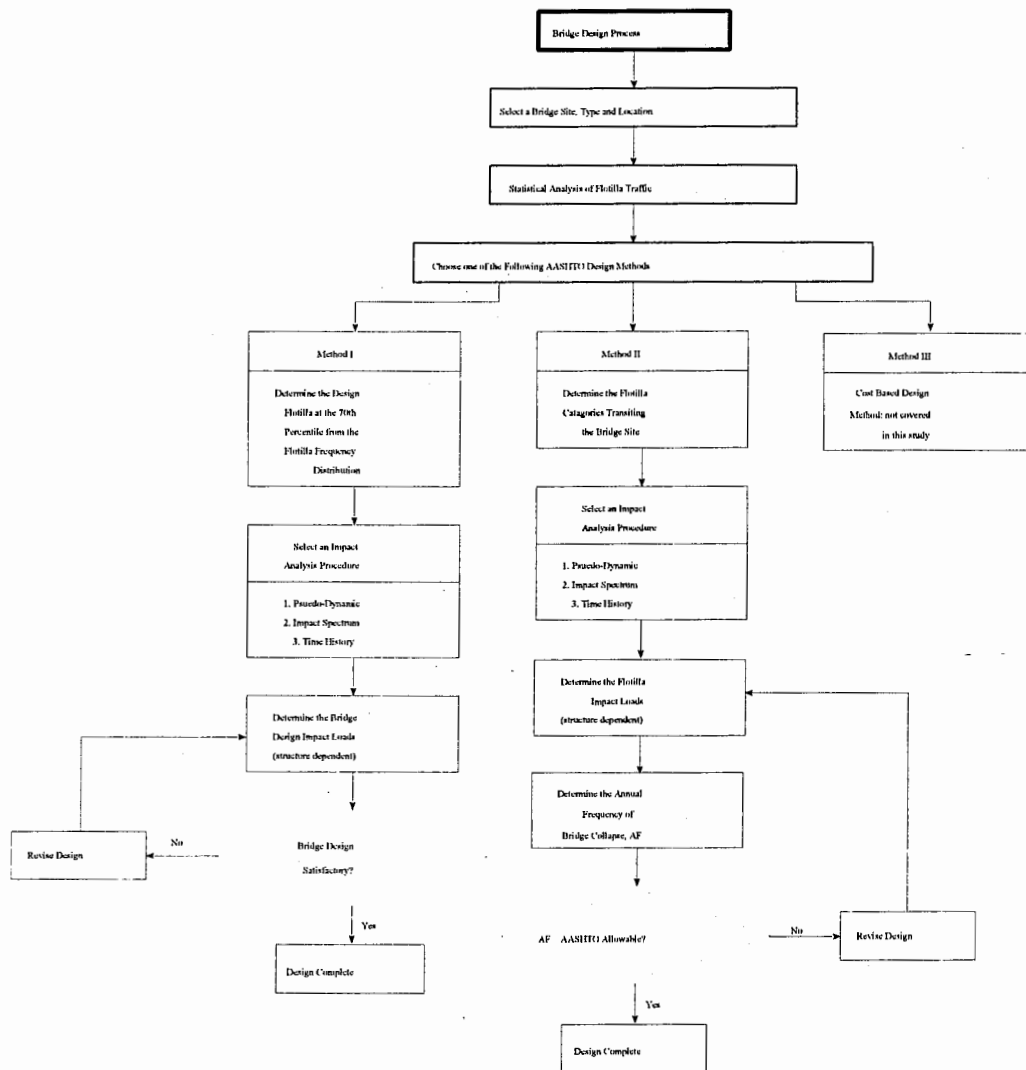 Bridge Design Process
Select a Bridge Site, Type and Location
Statistical Analysis of Flotilla Traffic
Choose one of the Following AASHTO Design Methods
Method I
Determine the Design
Flotilla at the 70th
Percentile from the
Flotilla Frequency
Distribution
Select an Impact
Analysis Procedure
1. Psuedo-Dynamic
2. Impact Spectrum
3. Time History
Determine the Bridge
Design Impact Loads
(structure dependent)
Bridge Design
Satisfactory?
No
Revise Design
Yes
Design Complete
Method II
Determine the Flotilla
Catagories Transiting
the Bridge Site
Select an Impact
Analysis Procedure
1. Psuedo-Dynamic
2. Impact Spectrum
3. Time History
Determine the Flotilla
Impact Loads
(structure dependent)
Determine the Annual
Frequency of
Bridge Collapse, AF
AF AASHTO Allowable?
No
Revise Design
Yes
Design Complete
Method III
Cost Based Design
Method: not covered
in this study